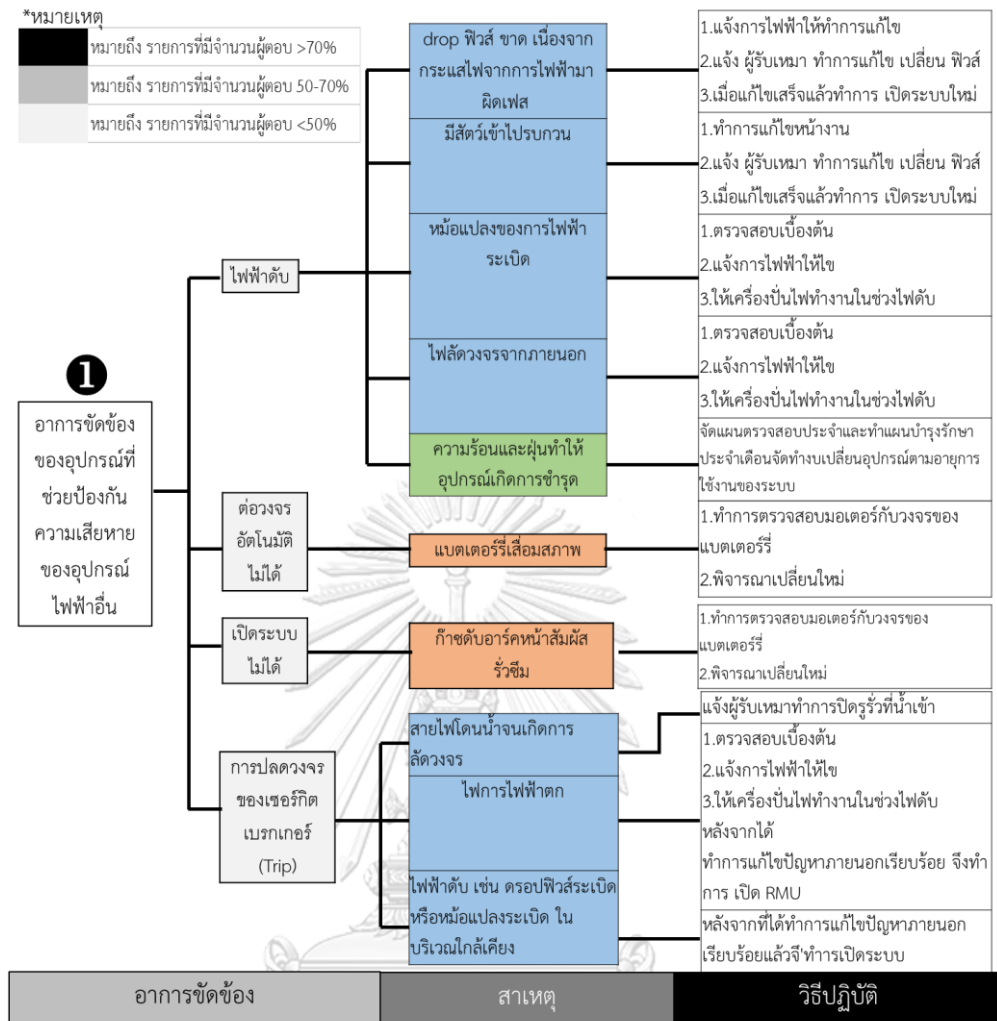 *หมายเหตุ
หมายถึง รายการที่มีจำนวนผู้ตอบ >70%
หมายถึง รายการที่มีจำนวนผู้ตอบ 50-70%
หมายถึง รายการที่มีจำนวนผู้ตอบ <50%
❶
อาการขัดข้อง
ของอุปกรณ์ที่
ช่วยป้องกัน
ความเสียหาย
ของอุปกรณ์
ไฟฟ้าอื่น
ไฟฟ้าดับ
drop ฟิวส์ ขาด เนื่องจาก
กระแสไฟจากการไฟฟ้ามา
ผิดเฟส
1.แจ้งการไฟฟ้าให้ทำการแก้ไข
2.แจ้ง ผู้รับเหมา ทำการแก้ไข เปลี่ยน ฟิวส์
3.เมื่อแก้ไขเสร็จแล้วทำการ เปิดระบบใหม่
มีสัตว์เข้าไปรบกวน
1.ทำการแก้ไขหน้างาน
2.แจ้ง ผู้รับเหมา ทำการแก้ไข เปลี่ยน ฟิวส์
3.เมื่อแก้ไขเสร็จแล้วทำการ เปิดระบบใหม่
หม้อแปลงของการไฟฟ้า
ระเบิด
1.ตรวจสอบเบื้องต้น
2.แจ้งการไฟฟ้าให้ไข
3.ให้เครื่องปั่นไฟทำงานในช่วงไฟดับ
ไฟลัดวงจรจากภายนอก
1.ตรวจสอบเบื้องต้น
2.แจ้งการไฟฟ้าให้ไข
3.ให้เครื่องปั่นไฟทำงานในช่วงไฟดับ
ความร้อนและฝุ่นทำให้
อุปกรณ์เกิดการชำรุด
จัดแผนตรวจสอบประจำและทำแผนบำรุงรักษา
ประจำเดือนจัดทำงบเปลี่ยนอุปกรณ์ตามอายุการ
ใช้งานของระบบ
ต่อวงจร
อัตโนมัติ
ไม่ได้
แบตเตอร์รี่เสื่อมสภาพ
1.ทำการตรวจสอบมอเตอร์กับวงจรของ
แบตเตอร์รี่
2.พิจารณาเปลี่ยนใหม่
เปิดระบบ
ไม่ได้
ก๊าซดับอาร์คหน้าสัมผัส
รั่วซึม
1.ทำการตรวจสอบมอเตอร์กับวงจรของ
แบตเตอร์รี่
2.พิจารณาเปลี่ยนใหม่
การปลดวงจร
ของเซอร์กิต
เบรกเกอร์
(Trip)
สายไฟโดนน้ำจนเกิดการ
ลัดวงจร
แจ้งผู้รับเหมาทำการปิดรูรั่วที่น้ำเข้า
ไฟการไฟฟ้าตก
1.ตรวจสอบเบื้องต้น
2.แจ้งการไฟฟ้าให้ไข
3.ให้เครื่องปั่นไฟทำงานในช่วงไฟดับ
หลังจากได้
ทำการแก้ไขปัญหาภายนอกเรียบร้อย จึงทำ
การ เปิด RMU
ไฟฟ้าดับ เช่น ดรอปฟิวส์ระเบิด
หรือหม้อแปลงระเบิด ใน
บริเวณใกล้เคียง
หลังจากที่ได้ทำการแก้ไขปัญหาภายนอก
เรียบร้อยแล้วจึ'ทำารเปิดระบบ
อาการขัดข้อง
สาเหตุ
วิธีปฏิบัติ